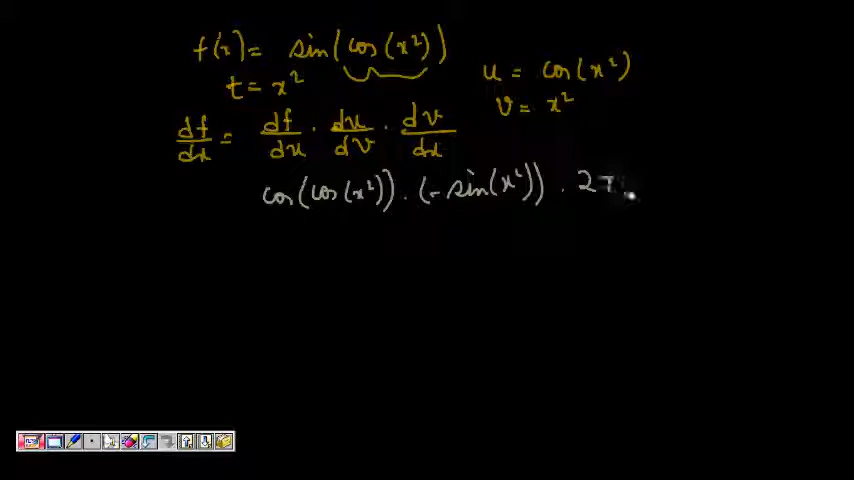 f(x) = sin(cos(x²))
t = x²
u = cos(x²)
v = x²
df/dx = df/du · du/dv · dv/dx
cos(cos(x²)) · (-sin(x²)) · 2